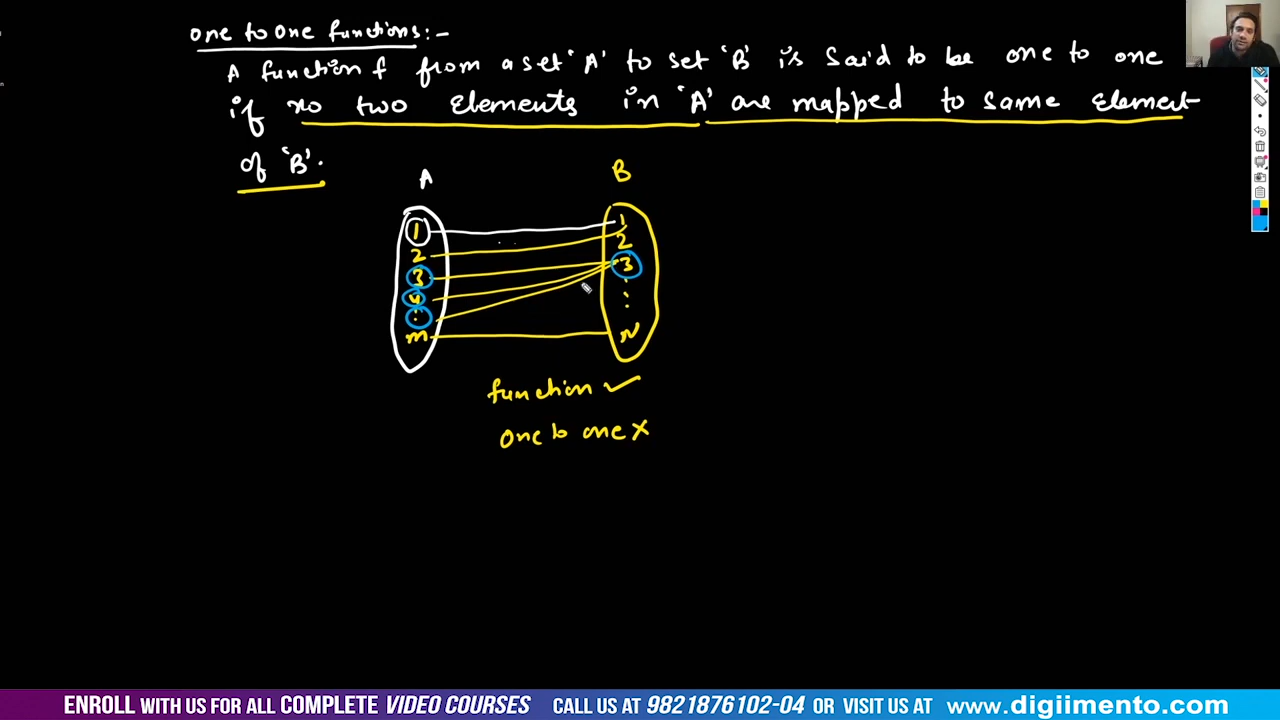 one to one functions:-
A function f from a set 'A' to set 'B' is said to be one to one
if no two Elements in 'A' are mapped to same element
of 'B'.
A B
1 1
2 2
3 3
4 :
: N
m
function ✓
one to one ×
ENROLL WITH US FOR ALL COMPLETE VIDEO COURSES CALL US AT 9821876102-04 OR VISIT US AT www.digiimento.com